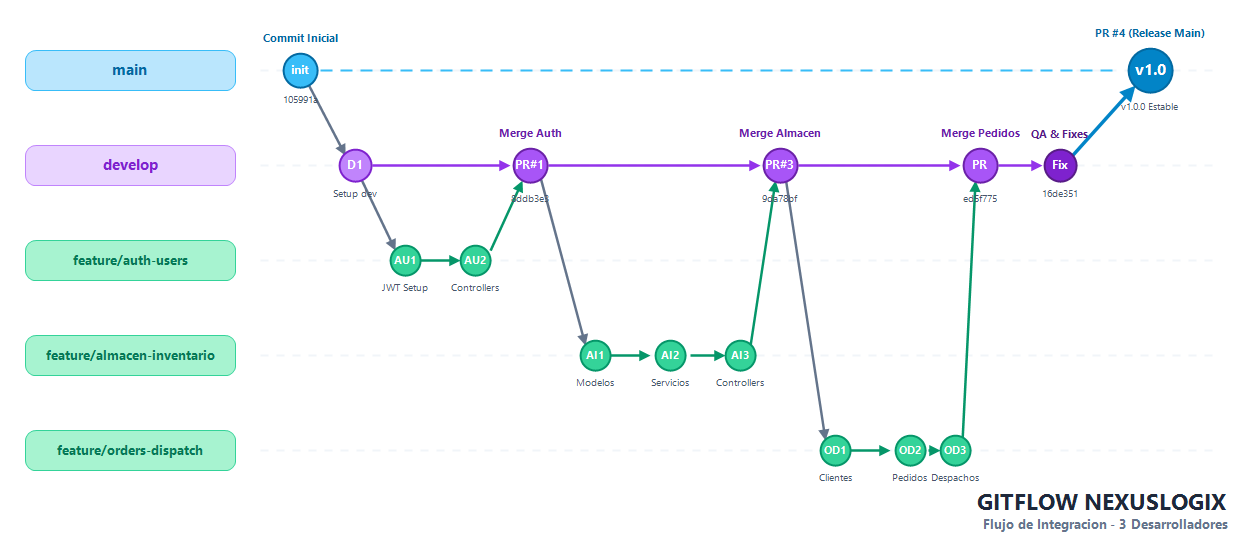 Commit Inicial
PR #4 (Release Main)
main
init
v1.0
105991a
v1.0.0 Estable
Merge Auth
Merge Almacen
Merge Pedidos
QA & Fixes
develop
D1
PR#1
PR#3
PR
Fix
Setup dev
8ddb3e3
9da78bf
ed5f775
16de351
feature/auth-users
AU1
AU2
JWT Setup
Controllers
feature/almacen-inventario
AI1
AI2
AI3
Modelos
Servicios
Controllers
feature/orders-dispatch
OD1
OD2
OD3
Clientes
Pedidos
Despachos
GITFLOW NEXUSLOGIX
Flujo de Integracion - 3 Desarrolladores